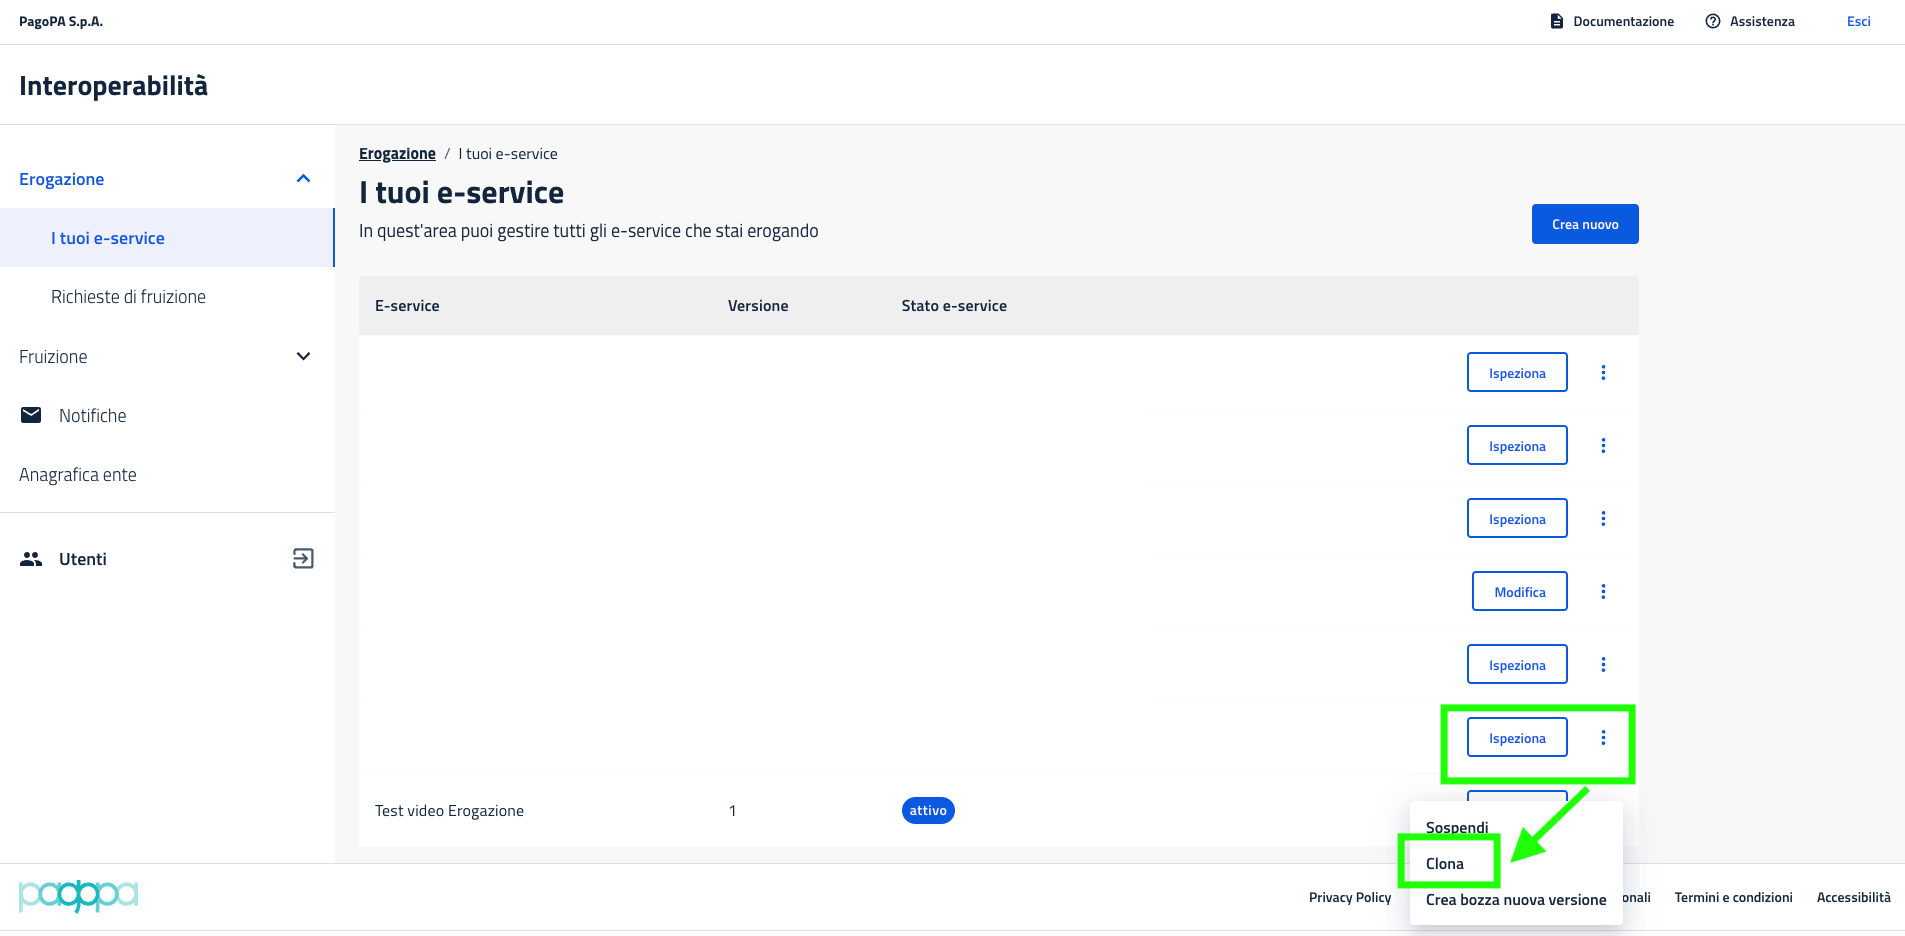 PagoPA S.p.A.
Documentazione
Assistenza
Esci
Interoperabilità
Erogazione
I tuoi e-service
Richieste di fruizione
Fruizione
Notifiche
Anagrafica ente
Utenti
Erogazione / I tuoi e-service
I tuoi e-service
In quest'area puoi gestire tutti gli e-service che stai erogando
Crea nuovo
E-service Versione Stato e-service
Ispeziona
Ispeziona
Ispeziona
Modifica
Ispeziona
Ispeziona
Test video Erogazione 1 attivo
Sospendi
Clona
Crea bozza nuova versione
pagopa
Privacy Policy
onali
Termini e condizioni
Accessibilità